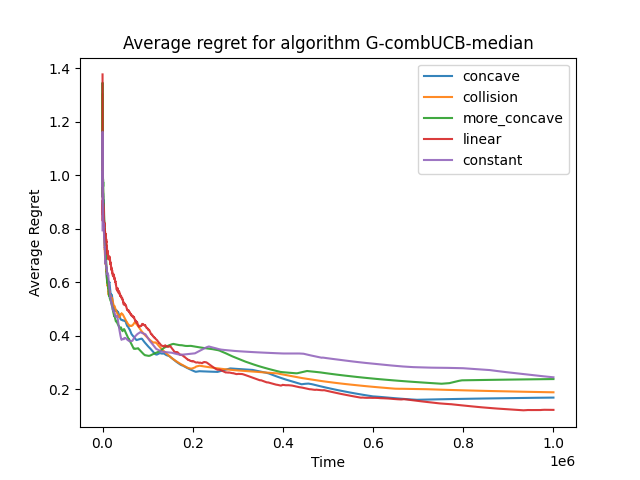 Average regret for algorithm G-combUCB-median
concave
collision
more_concave
linear
constant
Average Regret
1.4
1.2
1.0
0.8
0.6
0.4
0.2
0.0 0.2 0.4 0.6 0.8 1.0
1e6
Time